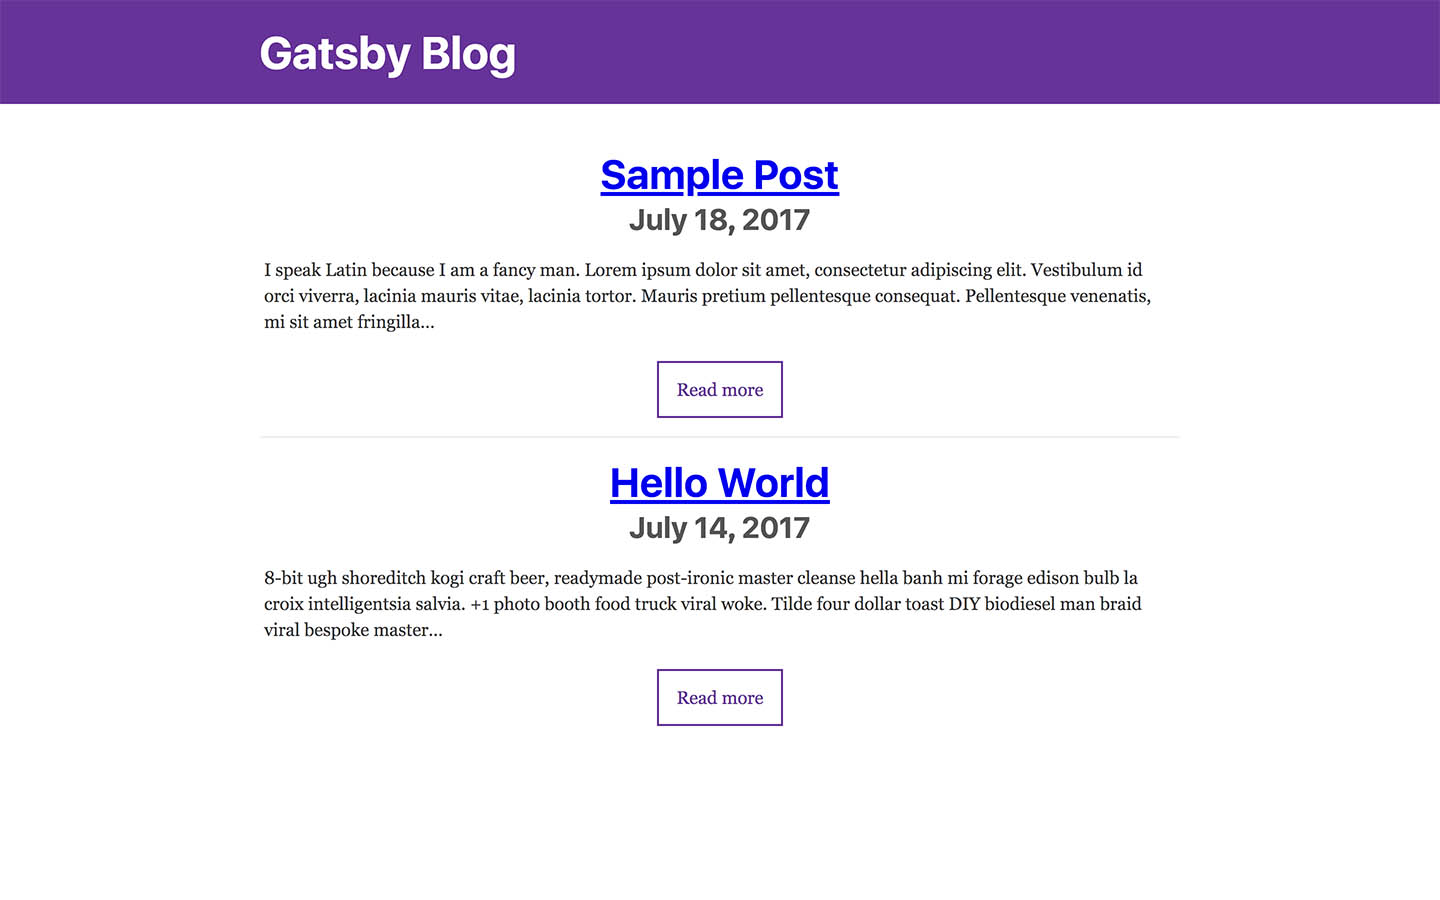 Gatsby Blog
Sample Post
July 18, 2017
I speak Latin because I am a fancy man. Lorem ipsum dolor sit amet, consectetur adipiscing elit. Vestibulum id
orci viverra, lacinia mauris vitae, lacinia tortor. Mauris pretium pellentesque consequat. Pellentesque venenatis,
mi sit amet fringilla...
Read more
Hello World
July 14, 2017
8-bit ugh shoreditch kogi craft beer, readymade post-ironic master cleanse hella banh mi forage edison bulb la
croix intelligentsia salvia. +1 photo booth food truck viral woke. Tilde four dollar toast DIY biodiesel man braid
viral bespoke master...
Read more